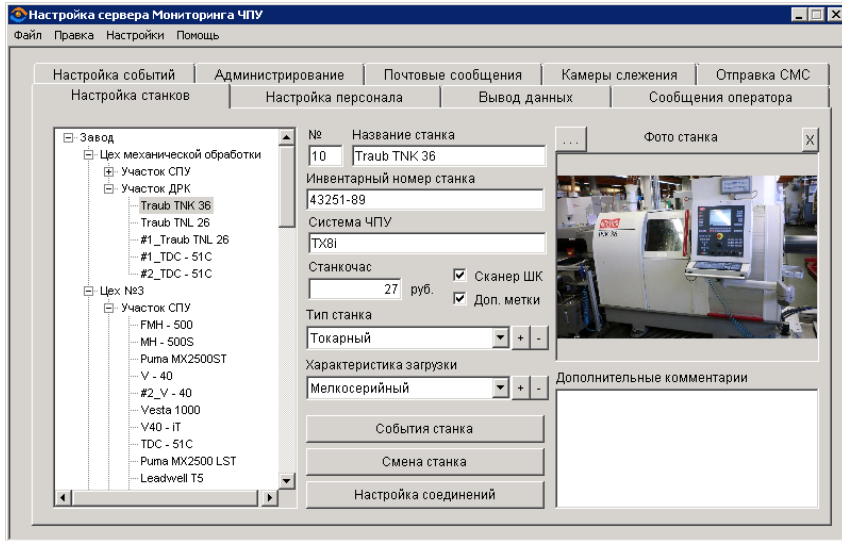 Настройка сервера Мониторинга ЧПУ
Файл Правка Настройки Помощь
Настройка событий Администрирование Почтовые сообщения Камеры слежения Отправка СМС
Настройка станков Настройка персонала Вывод данных Сообщения оператора
Завод
Цех механической обработки
Участок СПУ
Участок ДРК
Traub TNK 36
Traub TNL 26
#1_Traub TNL 26
#1_TDC - 51C
#2_TDC - 51C
Цех №3
Участок СПУ
FMH - 500
MH - 500S
Puma MX2500ST
V - 40
#2_V - 40
Vesta 1000
V40 - iT
TDC - 51C
Puma MX2500 LST
Leadwell T5
№ Название станка
10 Traub TNK 36
Инвентарный номер станка
43251-89
Система ЧПУ
TX8i
Станкочас
27 руб.
Сканер ШК
Доп. метки
Тип станка
Токарный + -
Характеристика загрузки
Мелкосерийный + -
События станка
Смена станка
Настройка соединений
... Фото станка X
TRAUB
TNK 36
Дополнительные комментарии